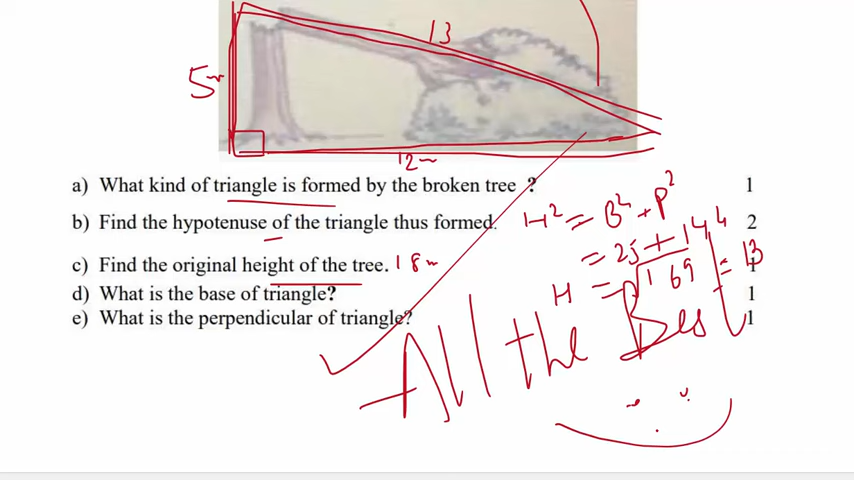 13
5m
12m
a) What kind of triangle is formed by the broken tree ? 1
b) Find the hypotenuse of the triangle thus formed. 2
H² = B² + P²
= 25 + 144
c) Find the original height of the tree. 18m 1
H = √169 = 13
d) What is the base of triangle? 1
e) What is the perpendicular of triangle? 1
All the Best